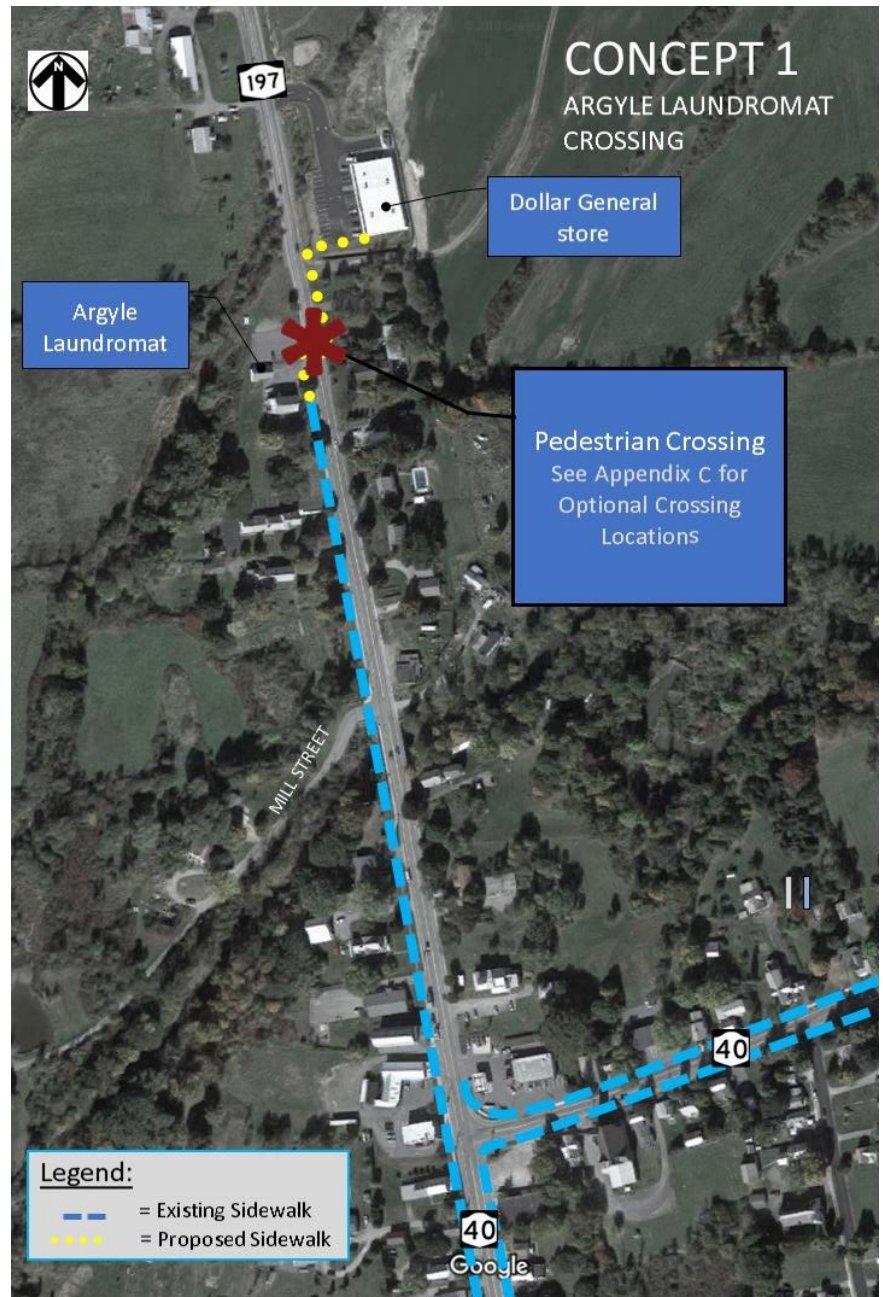 N
197
CONCEPT 1
ARGYLE LAUNDROMAT
CROSSING
Dollar General
store
Argyle
Laundromat
Pedestrian Crossing
See Appendix C for
Optional Crossing
Locations
MILL STREET
40
Legend:
= Existing Sidewalk
= Proposed Sidewalk
40
Google